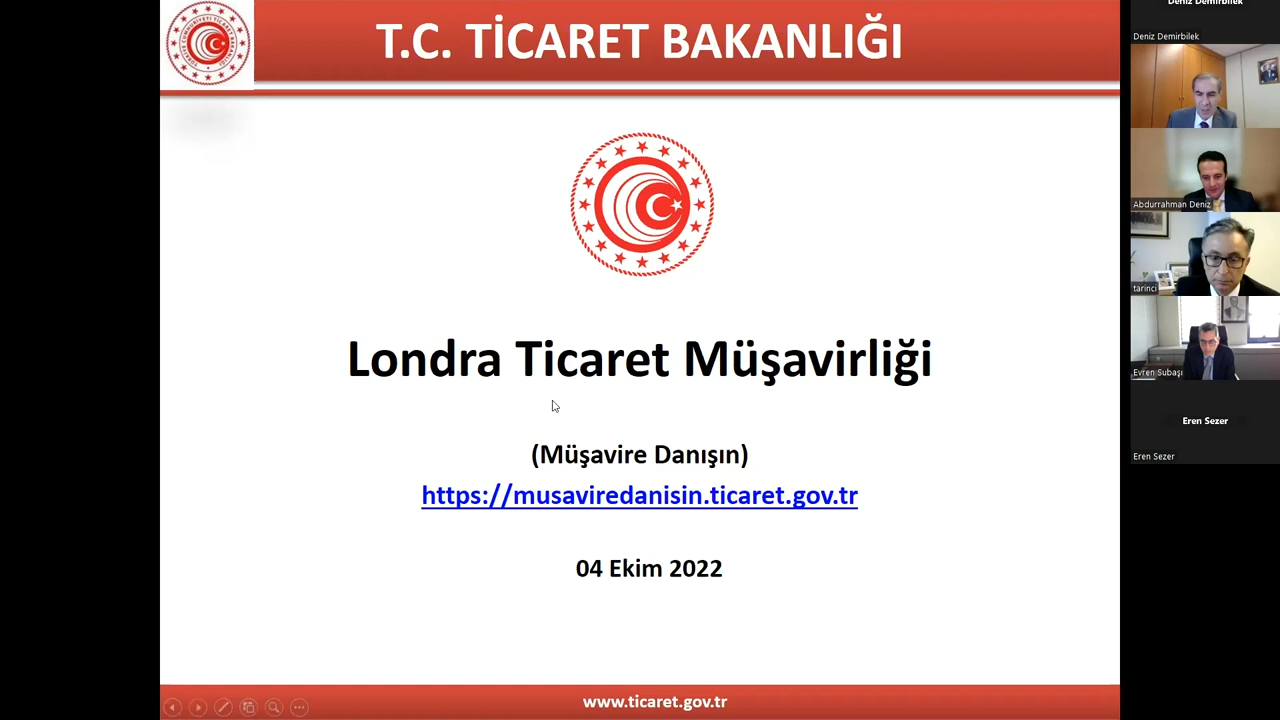 T.C. TİCARET BAKANLIĞI
Londra Ticaret Müşavirliği
(Müşavire Danışın)
https://musaviredanisin.ticaret.gov.tr
04 Ekim 2022
www.ticaret.gov.tr
Deniz Demirbilek
Deniz Demirbilek
Abdurrahman Deniz
tarinci
Evren Subaşı
Eren Sezer
Eren Sezer